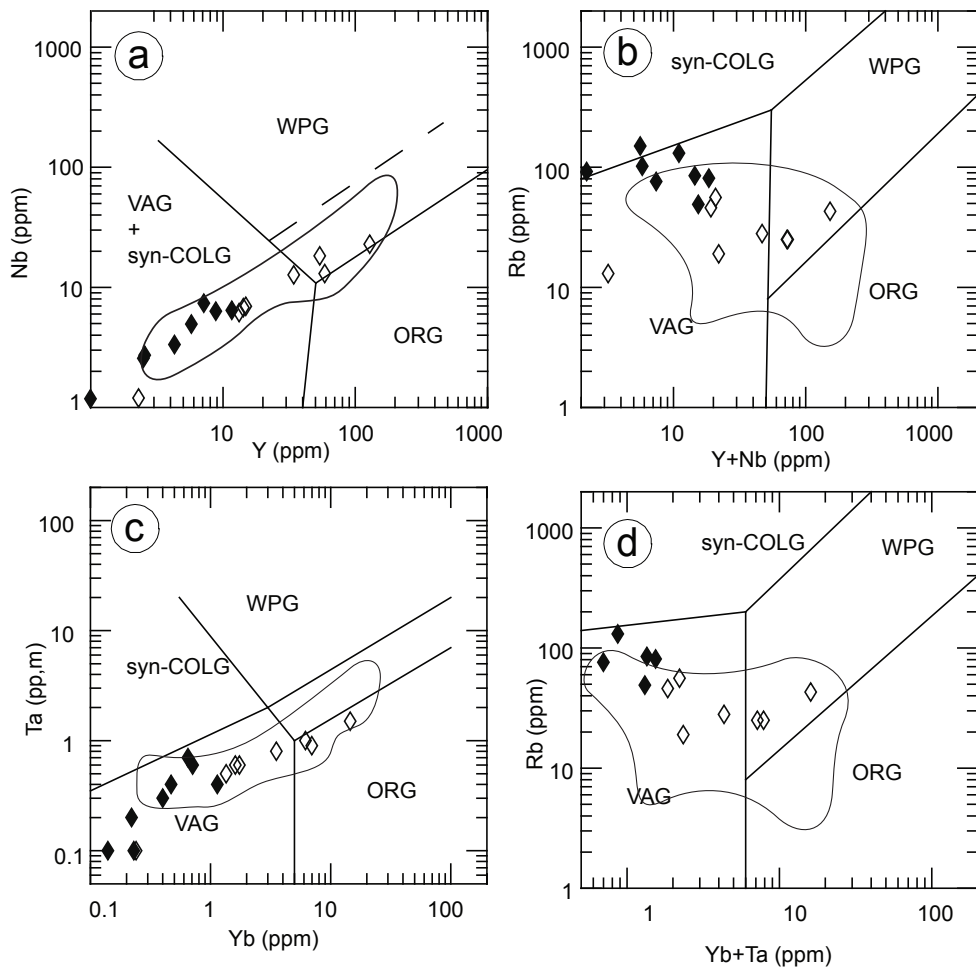 a
1000
100
10
1
Nb (ppm)
WPG
VAG
+
syn-COLG
ORG
10
100
1000
Y (ppm)
b
1000
100
10
1
Rb (ppm)
syn-COLG
WPG
VAG
ORG
10
100
Y+Nb (ppm)
c
100
10
1
0.1
Ta (pp,m)
WPG
syn-COLG
VAG
ORG
0.1
1
10
100
Yb (ppm)
d
1000
100
10
1
Rb (ppm)
syn-COLG
WPG
VAG
ORG
1
10
100
Yb+Ta (ppm)